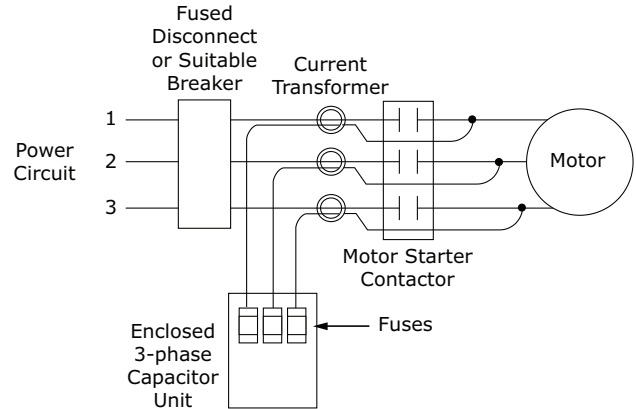 Fused
Disconnect
or Suitable
Breaker
Current
Transformer
Power
Circuit
1
2
3
Motor
Motor Starter
Contactor
Enclosed
3-phase
Capacitor
Unit
Fuses